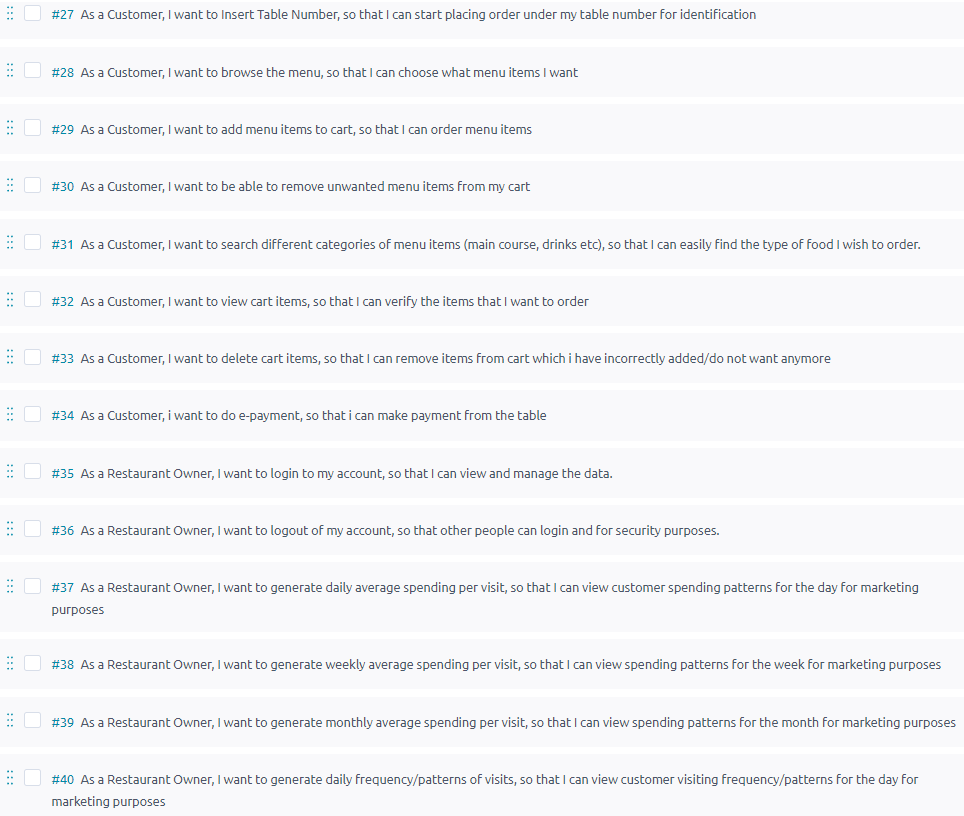 #27 As a Customer, I want to Insert Table Number, so that I can start placing order under my table number for identification
#28 As a Customer, I want to browse the menu, so that I can choose what menu items I want
#29 As a Customer, I want to add menu items to cart, so that I can order menu items
#30 As a Customer, I want to be able to remove unwanted menu items from my cart
#31 As a Customer, I want to search different categories of menu items (main course, drinks etc), so that I can easily find the type of food I wish to order.
#32 As a Customer, I want to view cart items, so that I can verify the items that I want to order
#33 As a Customer, I want to delete cart items, so that I can remove items from cart which i have incorrectly added/do not want anymore
#34 As a Customer, i want to do e-payment, so that i can make payment from the table
#35 As a Restaurant Owner, I want to login to my account, so that I can view and manage the data.
#36 As a Restaurant Owner, I want to logout of my account, so that other people can login and for security purposes.
#37 As a Restaurant Owner, I want to generate daily average spending per visit, so that I can view customer spending patterns for the day for marketing
purposes
#38 As a Restaurant Owner, I want to generate weekly average spending per visit, so that I can view spending patterns for the week for marketing purposes
#39 As a Restaurant Owner, I want to generate monthly average spending per visit, so that I can view spending patterns for the month for marketing purposes
#40 As a Restaurant Owner, I want to generate daily frequency/patterns of visits, so that I can view customer visiting frequency/patterns for the day for
marketing purposes